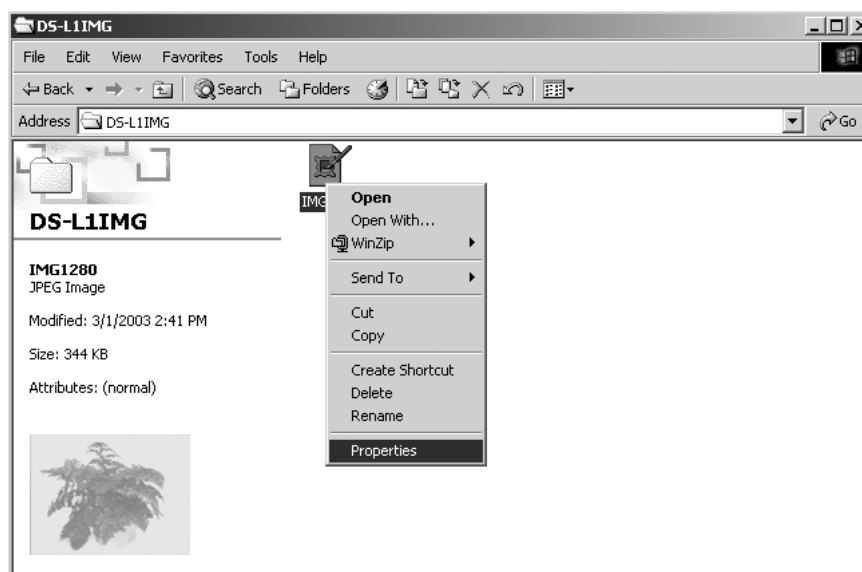 DS-L1IMG
File Edit View Favorites Tools Help
Back Search Folders
Address DS-L1IMG Go
DS-L1IMG
IMG1280
JPEG Image
Modified: 3/1/2003 2:41 PM
Size: 344 KB
Attributes: (normal)
IMG
Open
Open With...
WinZip
Send To
Cut
Copy
Create Shortcut
Delete
Rename
Properties